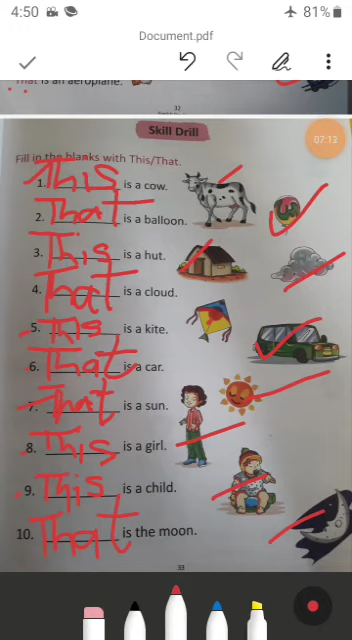 4:50 81%
Document.pdf
That is an aeroplane.
32
Skill Drill
07:13
Fill in the blanks with This/That.
1. This is a cow.
2. That is a balloon.
3. This is a hut.
4. That is a cloud.
5. This is a kite.
6. That is a car.
7. That is a sun.
8. This is a girl.
9. This is a child.
10. That is the moon.
33